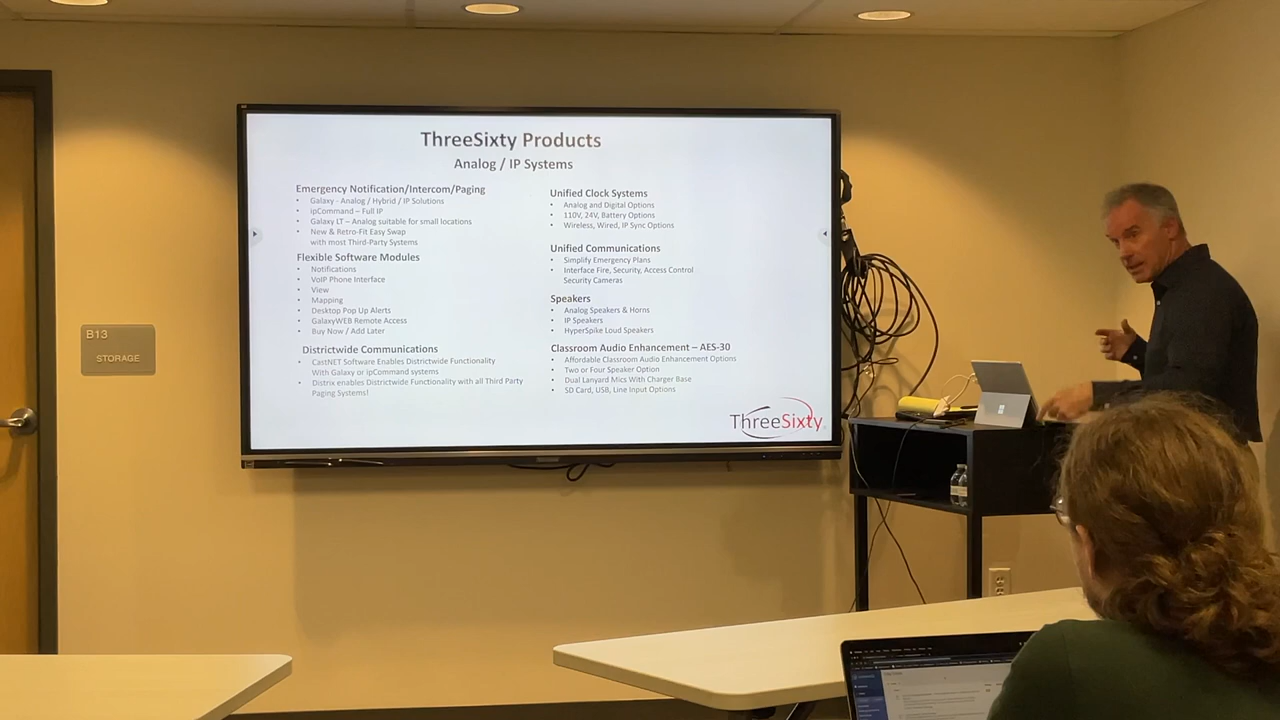 ThreeSixty Products
Analog / IP Systems
Emergency Notification/Intercom/Paging
• Galaxy - Analog / Hybrid / IP Solutions
• ipCommand – Full IP
• Galaxy LT – Analog suitable for small locations
• New & Retro-Fit Easy Swap
with most Third-Party Systems
Flexible Software Modules
• Notifications
• VoIP Phone Interface
• View
• Mapping
• Desktop Pop Up Alerts
• GalaxyWEB Remote Access
• Buy Now / Add Later
Districtwide Communications
• CastNET Software Enables Districtwide Functionality
With Galaxy or ipCommand systems
• Distrix enables Districtwide Functionality with all Third Party
Paging Systems!
Unified Clock Systems
• Analog and Digital Options
• 110V, 24V, Battery Options
• Wireless, Wired, IP Sync Options
Unified Communications
• Simplify Emergency Plans
• Interface Fire, Security, Access Control
Security Cameras
Speakers
• Analog Speakers & Horns
• IP Speakers
• HyperSpike Loud Speakers
Classroom Audio Enhancement – AES-30
• Affordable Classroom Audio Enhancement Options
• Two or Four Speaker Option
• Dual Lanyard Mics With Charger Base
• SD Card, USB, Line Input Options
ThreeSixty
B13
STORAGE